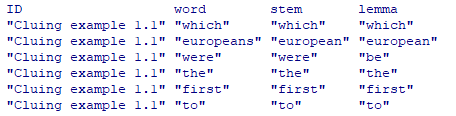 ID word stem lemma
"Cluing example 1.1" "which" "which" "which"
"Cluing example 1.1" "europeans" "european" "european"
"Cluing example 1.1" "were" "were" "be"
"Cluing example 1.1" "the" "the" "the"
"Cluing example 1.1" "first" "first" "first"
"Cluing example 1.1" "to" "to" "to"